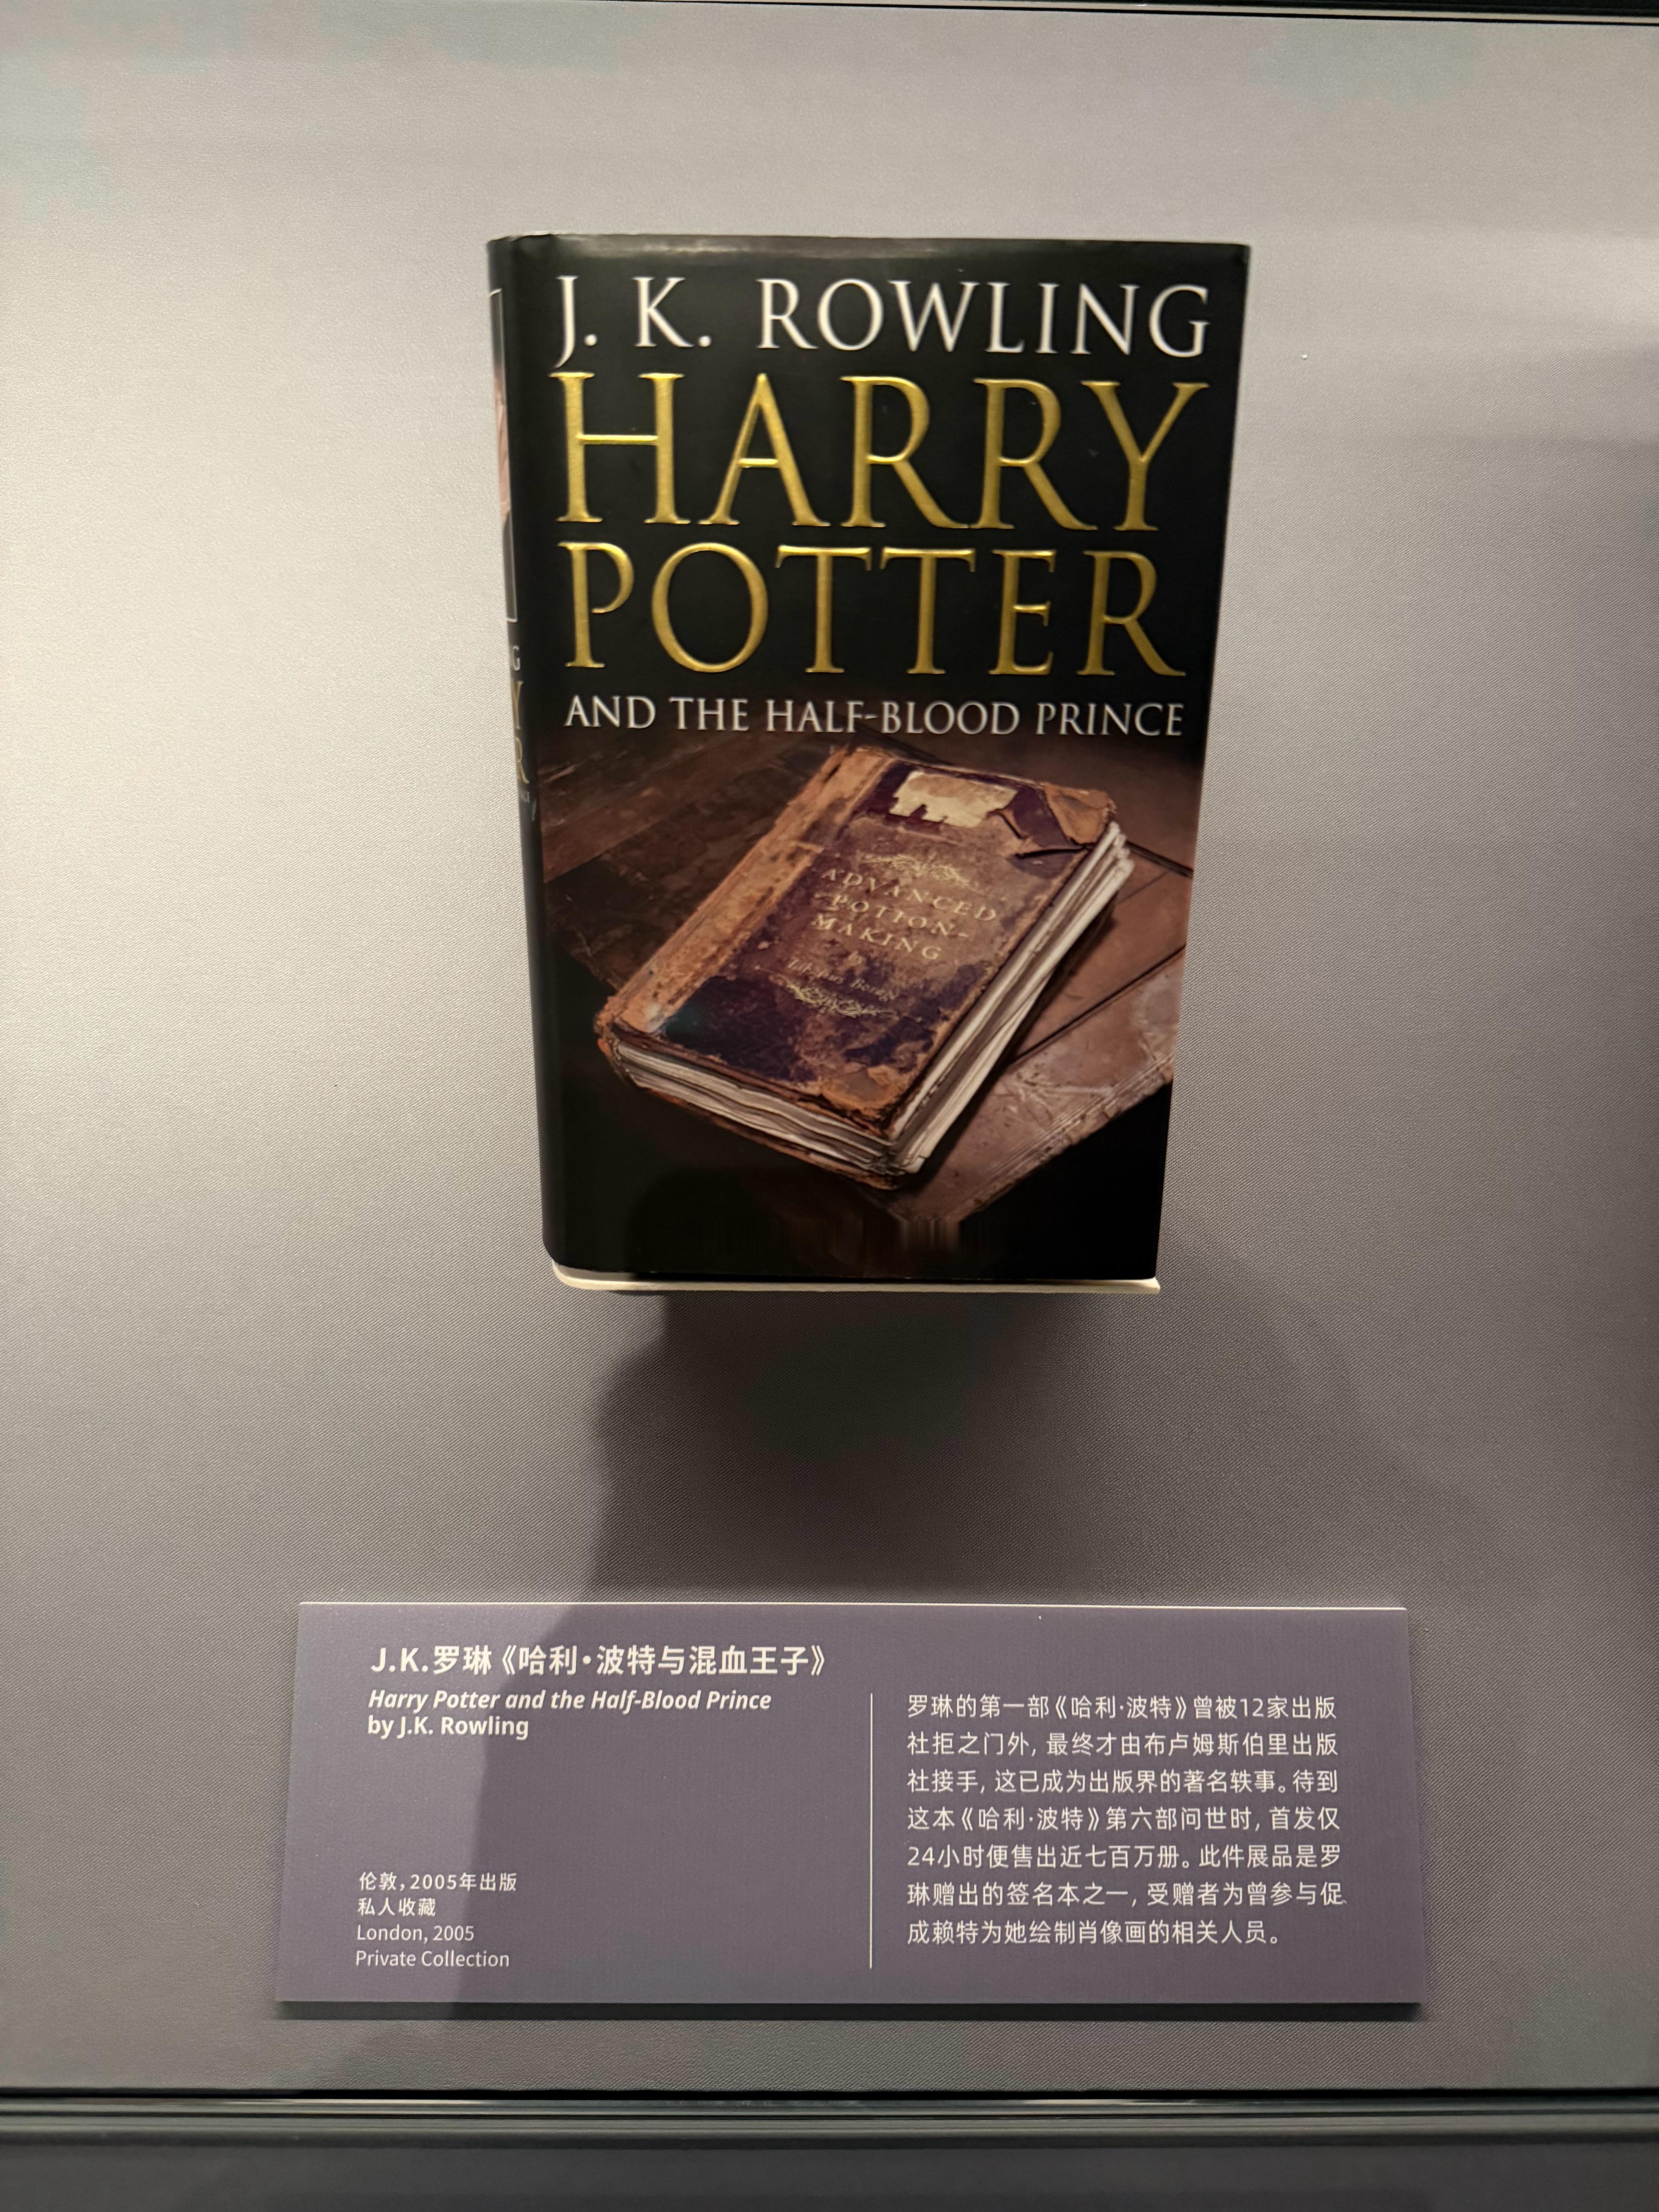 J. K. ROWLING
HARRY
POTTER
AND THE HALF-BLOOD PRINCE
ADVANCED
POTION-
MAKING
J.K.罗琳《哈利•波特与混血王子》
Harry Potter and the Half-Blood Prince
by J.K. Rowling
伦敦,2005年出版
私人收藏
London, 2005
Private Collection
罗琳的第一部《哈利·波特》曾被12家出版
社拒之门外, 最终才由布卢姆斯伯里出版
社接手, 这已成为出版界的著名轶事。待到
这本《哈利·波特》第六部问世时, 首发仅
24小时便售出近七百万册。此件展品是罗
琳赠出的签名本之一, 受赠者为曾参与促
成赖特为她绘制肖像画的相关人员。